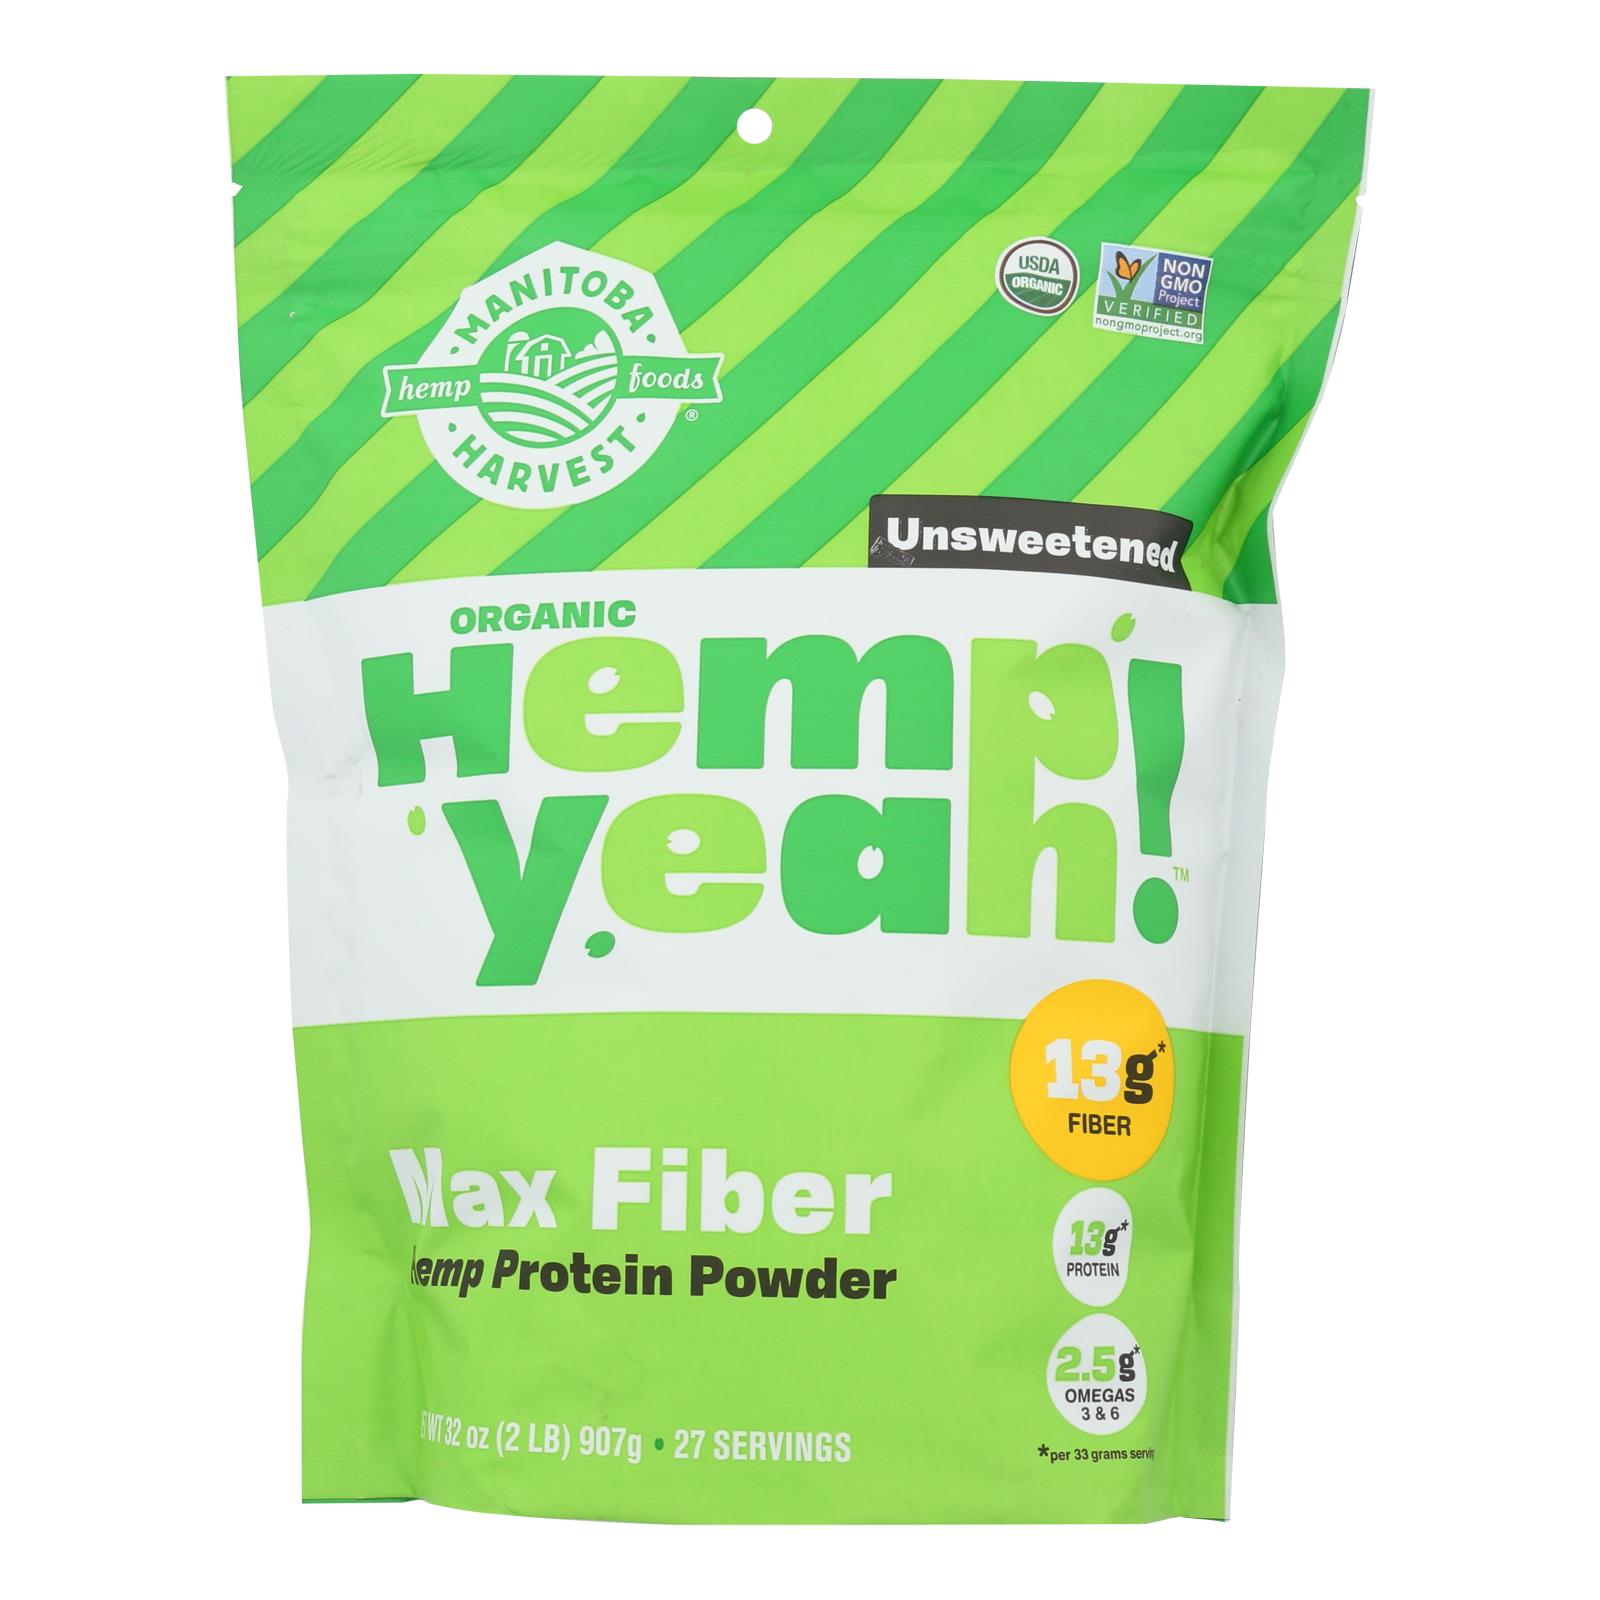 MANITOBA
hemp foods
HARVEST
®
USDA
ORGANIC
NON
GMO
Project
VERIFIED
nongmoproject.org
Unsweetened
ORGANIC
Hemp
yeah!
TM
13g*
FIBER
Max Fiber
Hemp Protein Powder
13g*
PROTEIN
2.5g*
OMEGAS
3 & 6
WT 32 oz (2 LB) 907g • 27 SERVINGS
*per 33 grams serving